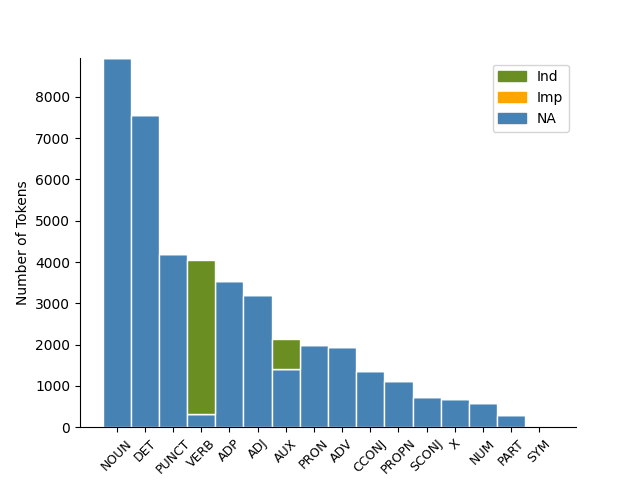 Ind
Imp
NA
Number of Tokens
8000
7000
6000
5000
4000
3000
2000
1000
0
NOUN
DET
PUNCT
VERB
ADP
ADJ
AUX
PRON
ADV
CCONJ
PROPN
SCONJ
X
NUM
PART
SYM